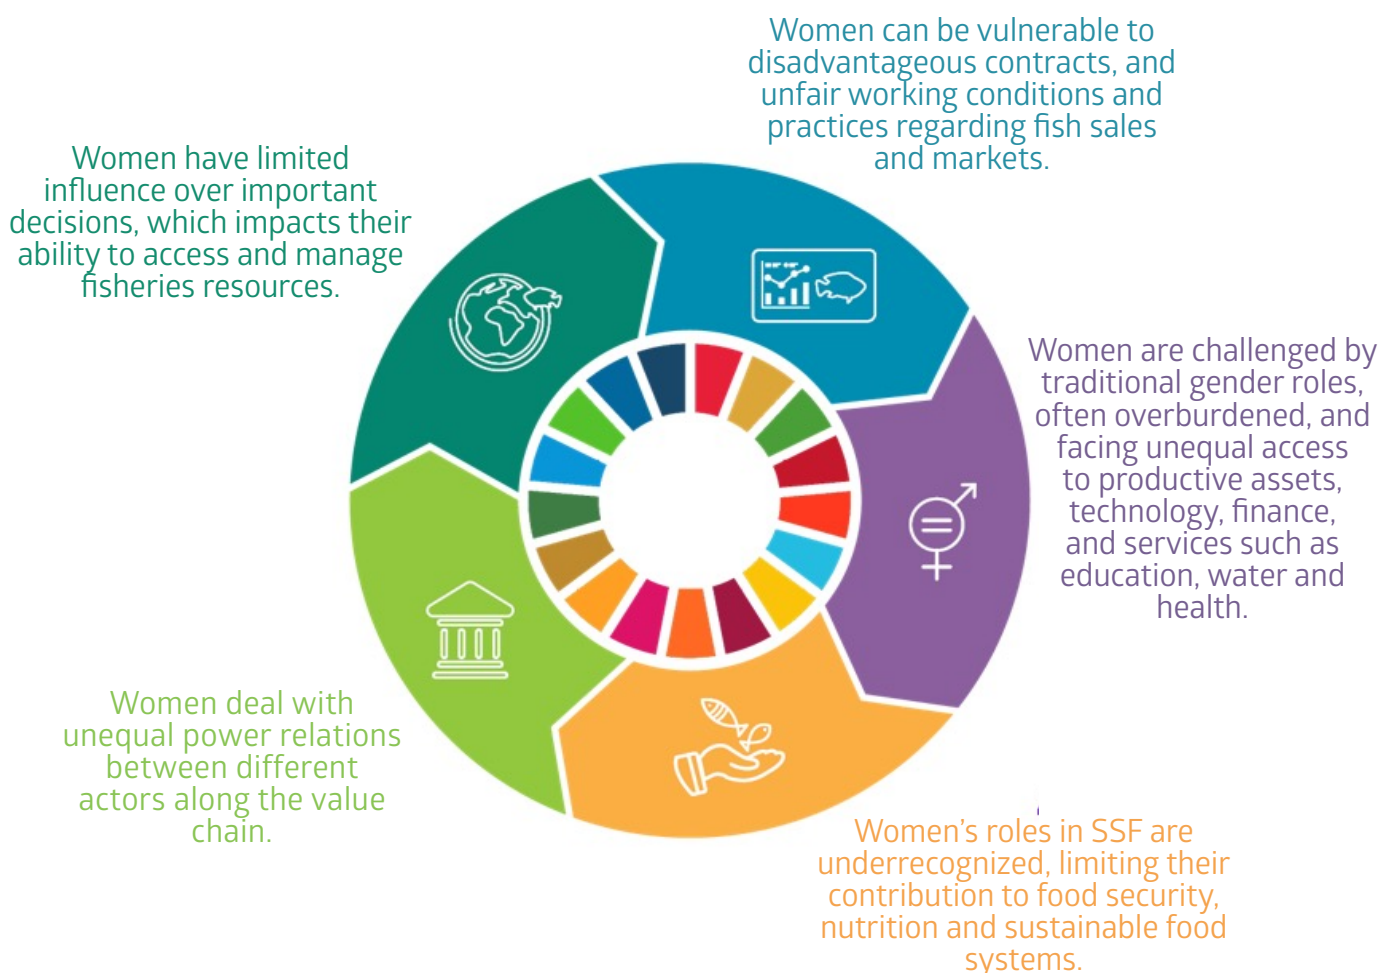 Women can be vulnerable to
disadvantageous contracts, and
unfair working conditions and
practices regarding fish sales
and markets.
Women have limited
influence over important
decisions, which impacts their
ability to access and manage
fisheries resources.
Women are challenged by
traditional gender roles,
often overburdened, and
facing unequal access
to productive assets,
technology, finance,
and services such as
education, water and
health.
Women deal with
unequal power relations
between different
actors along the value
chain.
Women’s roles in SSF are
underrecognized, limiting their
contribution to food security,
nutrition and sustainable food
systems.